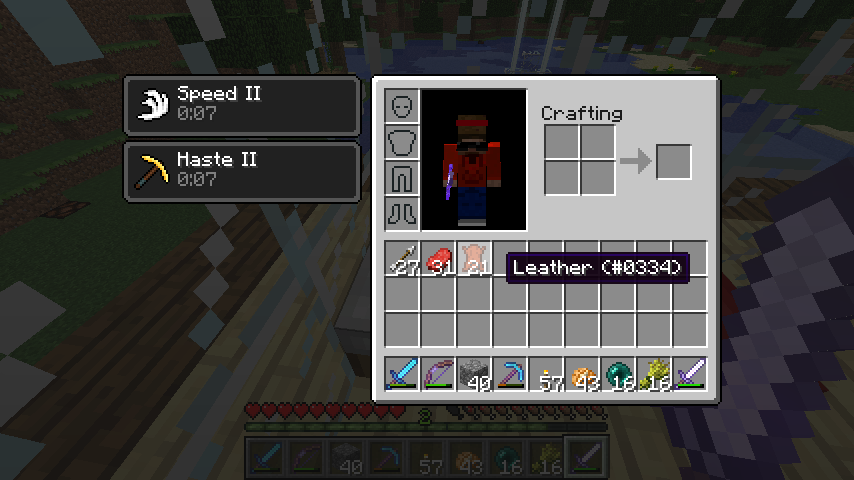 Speed II
0:07
Haste II
0:07
Crafting
27 31 21
Leather (#0334)
40 57 43 16 16
2
40 57 43 16 16